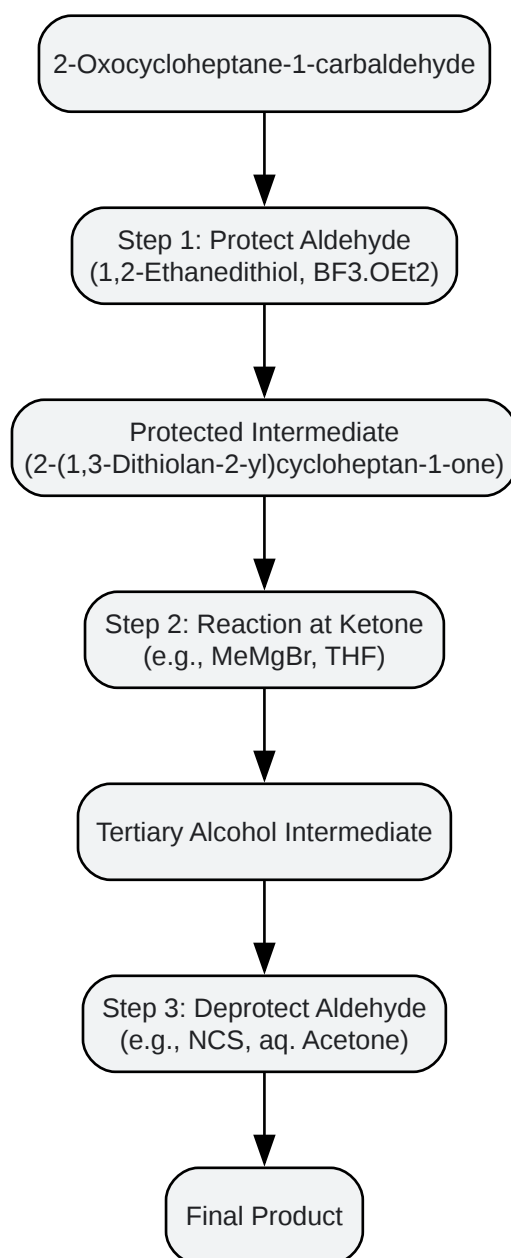 2-Oxocycloheptane-1-carbaldehyde
Step 1: Protect Aldehyde
(1,2-Ethanedithiol, BF3.OEt2)
Protected Intermediate
(2-(1,3-Dithiolan-2-yl)cycloheptan-1-one)
Step 2: Reaction at Ketone
(e.g., MeMgBr, THF)
Tertiary Alcohol Intermediate
Step 3: Deprotect Aldehyde
(e.g., NCS, aq. Acetone)
Final Product